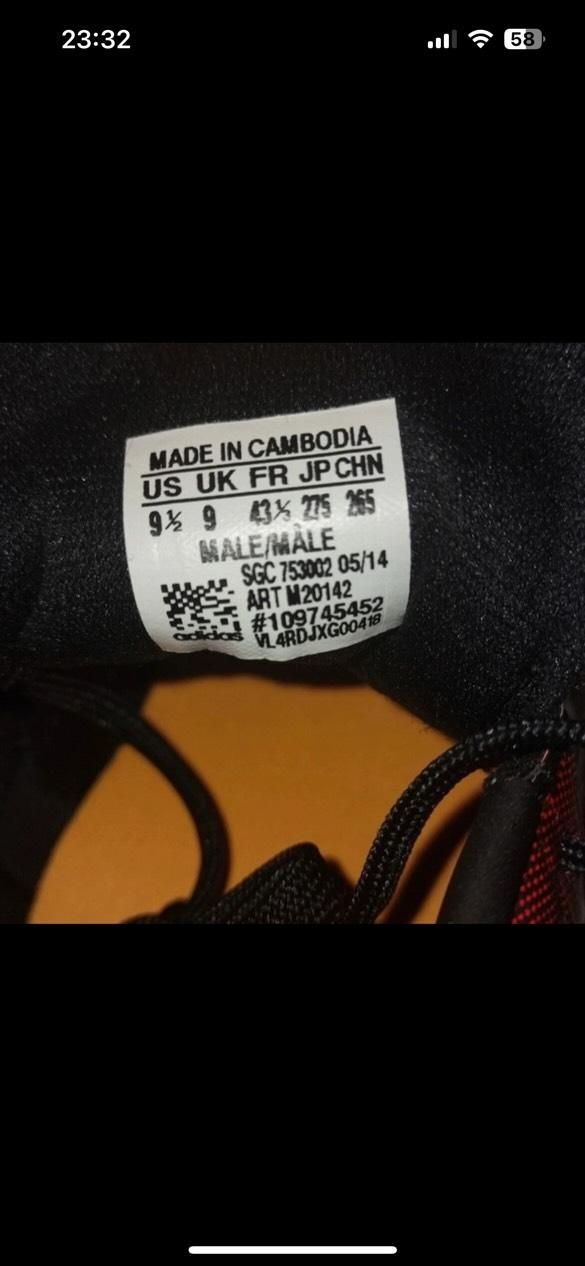 23:32
58
MADE IN CAMBODIA
US UK FR JP CHN
9½ 9 43⅓ 275 265
MALE/MÂLE
SGC 753002 05/14
ART M20142
#109745452
VL4RDJXG00418
adidas